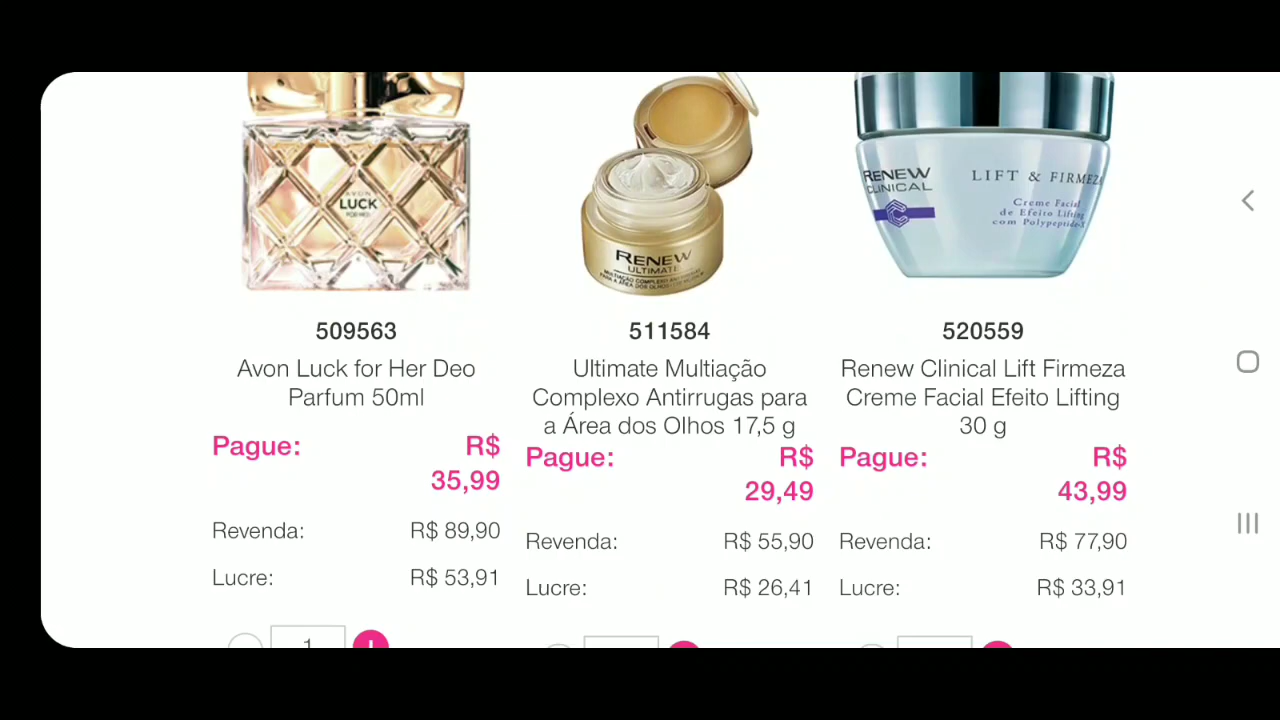 AVON
LUCK
FOR HER
RENEW
ULTIMATE
RENEW
CLINICAL
LIFT & FIRMEZA
Creme Facial
de Efeito Lifting
com Polypeptide-3
509563
Avon Luck for Her Deo
Parfum 50ml
Pague: R$
35,99
Revenda: R$ 89,90
Lucre: R$ 53,91
1
511584
Ultimate Multiação
Complexo Antirrugas para
a Área dos Olhos 17,5 g
Pague: R$
29,49
Revenda: R$ 55,90
Lucre: R$ 26,41
520559
Renew Clinical Lift Firmeza
Creme Facial Efeito Lifting
30 g
Pague: R$
43,99
Revenda: R$ 77,90
Lucre: R$ 33,91